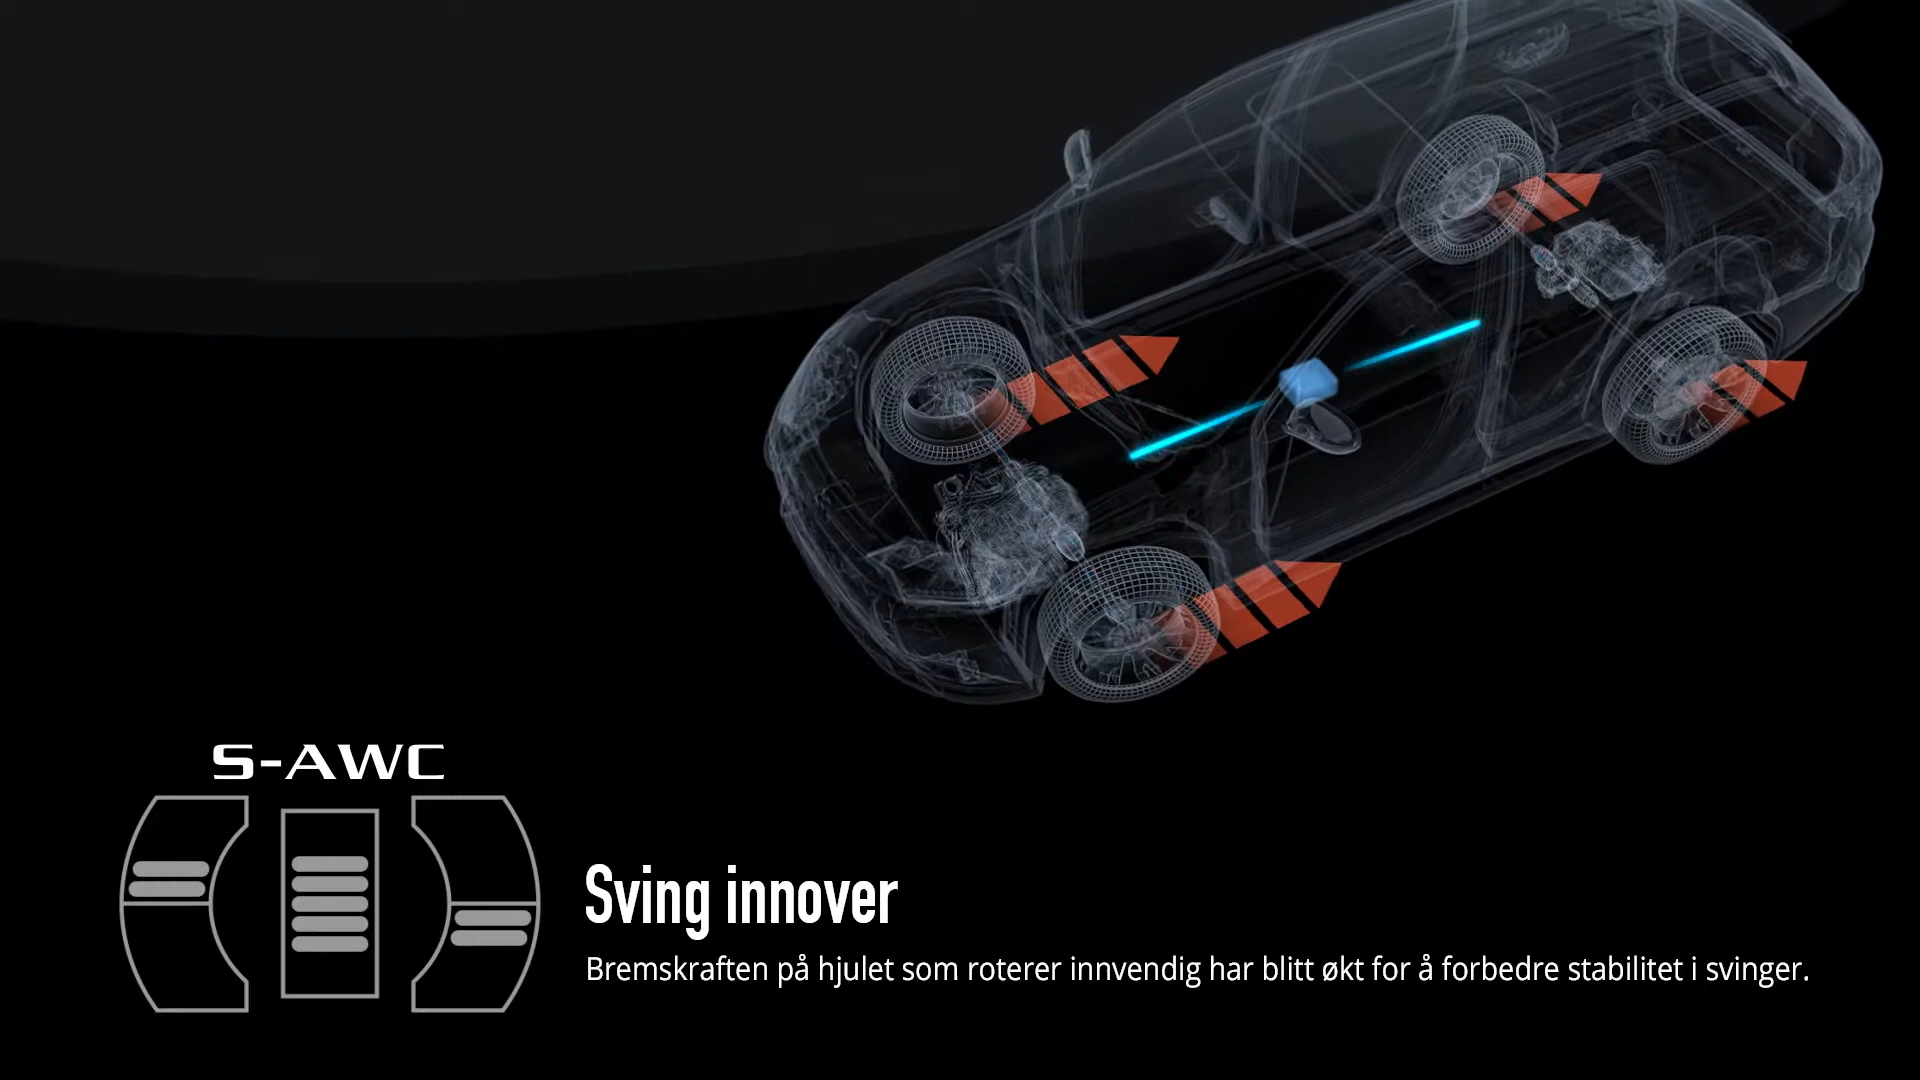 S-AWC
Sving innover
Bremskraften på hjulet som roterer innvendig har blitt økt for å forbedre stabilitet i svinger.